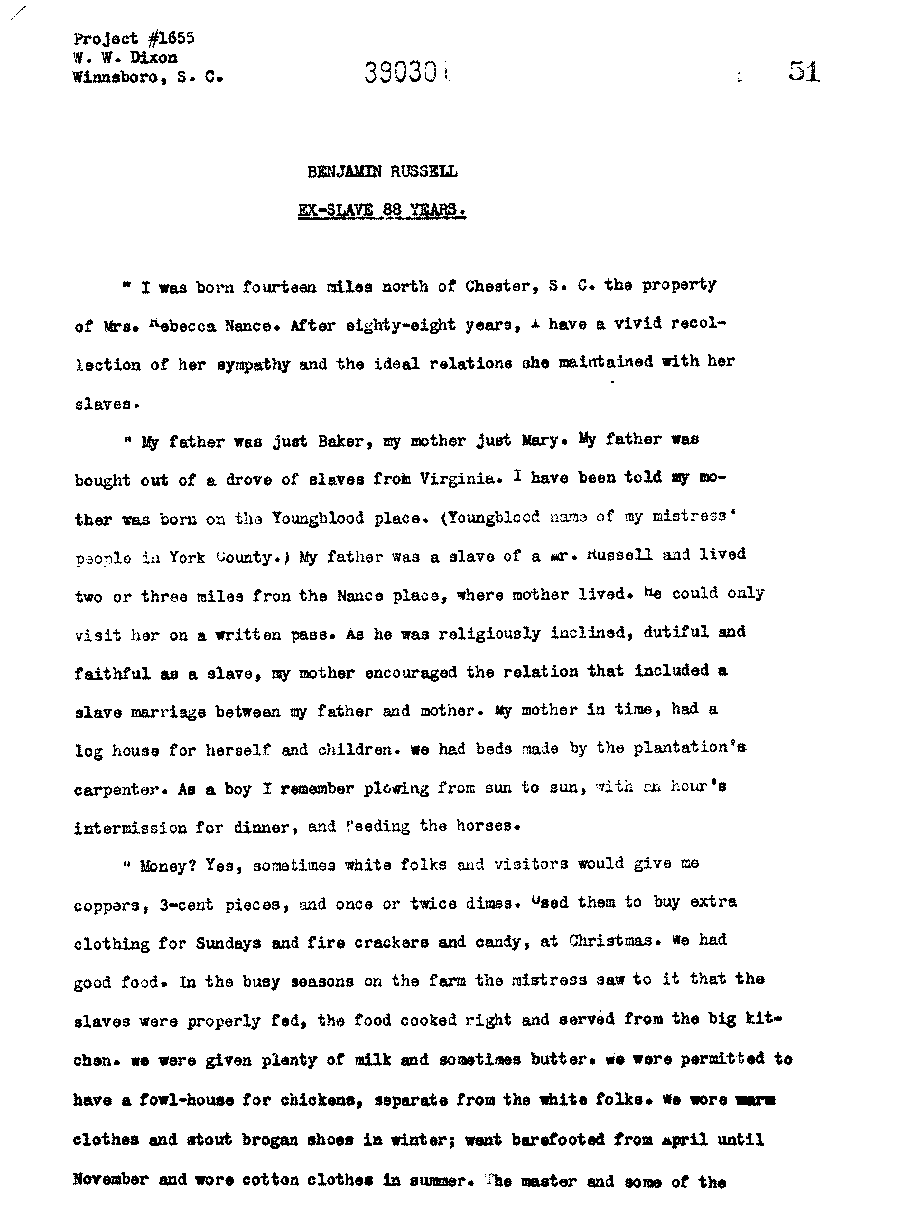 Project #1655
W. W. Dixon
Winnsboro, S. C.
390301
51
BENJAMIN RUSSELL
EX-SLAVE 88 YEARS.
" I was born fourteen miles north of Chester, S. C. the property
of Mrs. Rebecca Nance. After eighty-eight years, I have a vivid recol-
lection of her sympathy and the ideal relations she maintained with her
slaves.
" My father was just Baker, my mother just Mary. My father was
bought out of a drove of slaves from Virginia. I have been told my mo-
ther was born on the Youngblood place. (Youngblood name of my mistress'
people in York County.) My father was a slave of a Mr. Russell and lived
two or three miles from the Nance place, where mother lived. He could only
visit her on a written pass. As he was religiously inclined, dutiful and
faithful as a slave, my mother encouraged the relation that included a
slave marriage between my father and mother. My mother in time, had a
log house for herself and children. We had beds made by the plantation's
carpenter. As a boy I remember plowing from sun to sun, with an hour's
intermission for dinner, and feeding the horses.
" Money? Yes, sometimes white folks and visitors would give me
coppers, 3-cent pieces, and once or twice dimes. Used them to buy extra
clothing for Sundays and fire crackers and candy, at Christmas. We had
good food. In the busy seasons on the farm the mistress saw to it that the
slaves were properly fed, the food cooked right and served from the big kit-
chen. We were given plenty of milk and sometimes butter. We were permitted to
have a fowl-house for chickens, separate from the white folks. We wore warm
clothes and stout brogan shoes in winter; went barefooted from April until
November and wore cotton clothes in summer. The master and some of the